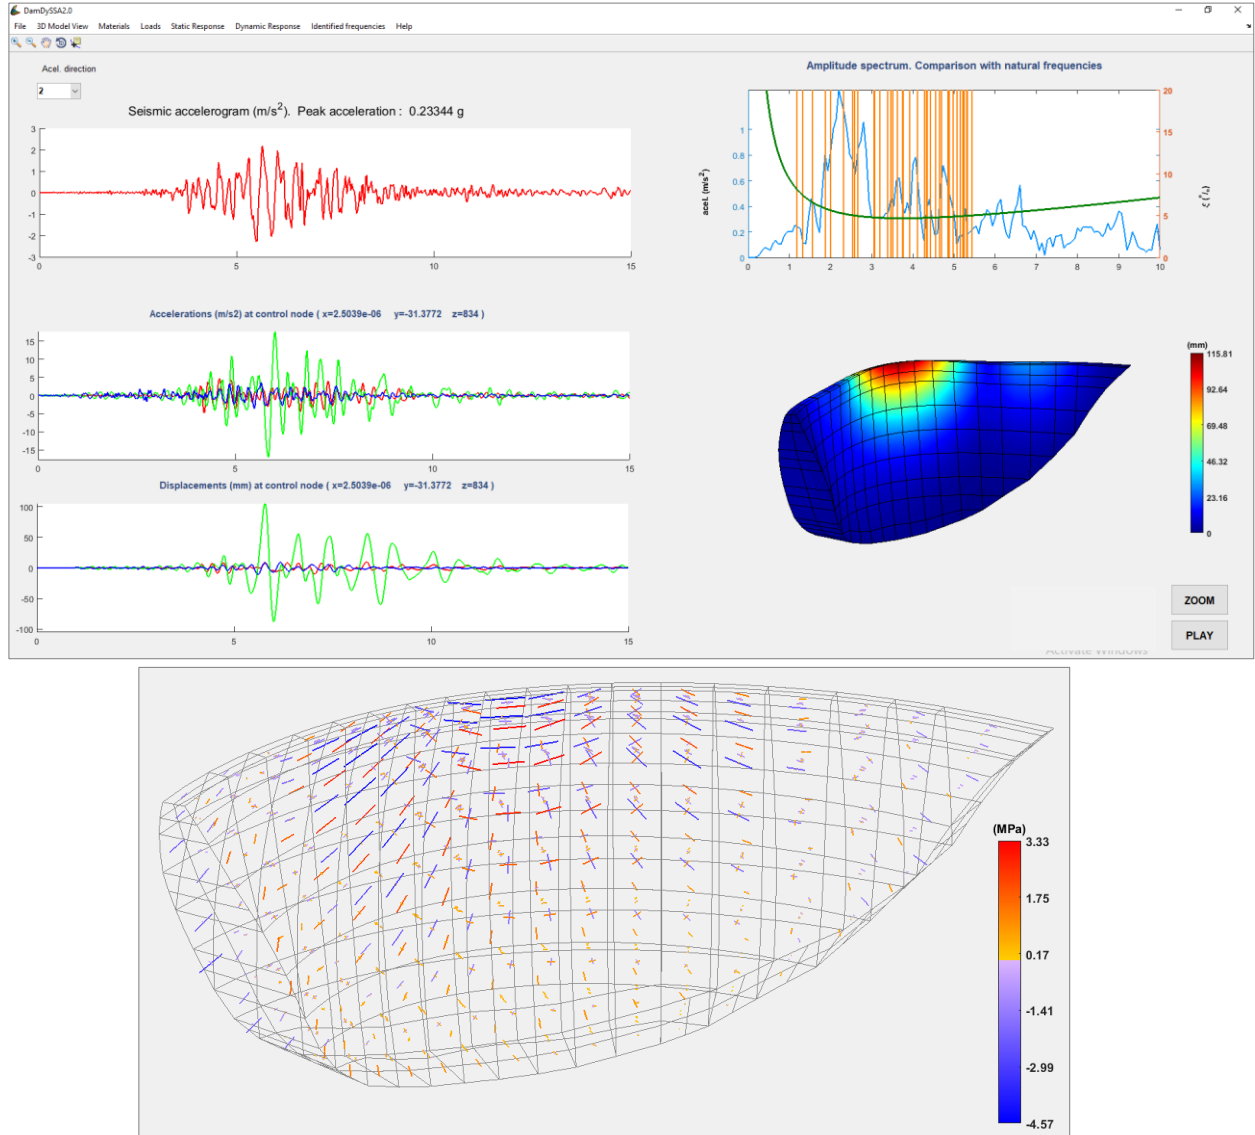 DamDySSA2.0
File 3D Model View Materials Loads Static Response Dynamic Response Identified frequencies Help
Acel. direction
2
Seismic accelerogram (m/s²). Peak acceleration : 0.23344 g
3
2
1
0
-1
-2
-3
0 5 10 15
Accelerations (m/s2) at control node ( x=2.5039e-06 y=-31.3772 z=834 )
15
10
5
0
-5
-10
-15
0 5 10 15
Displacements (mm) at control node ( x=2.5039e-06 y=-31.3772 z=834 )
100
50
0
-50
-100
0 5 10 15
Amplitude spectrum. Comparison with natural frequencies
acel. (m/s²)
1
0.8
0.6
0.4
0.2
0
20
15
10
5
0
ξ (%)
0 1 2 3 4 5 6 7 8 9 10
(mm)
115.81
92.64
69.48
46.32
23.16
0
ZOOM
PLAY
Activate Windows
(MPa)
3.33
1.75
0.17
-1.41
-2.99
-4.57